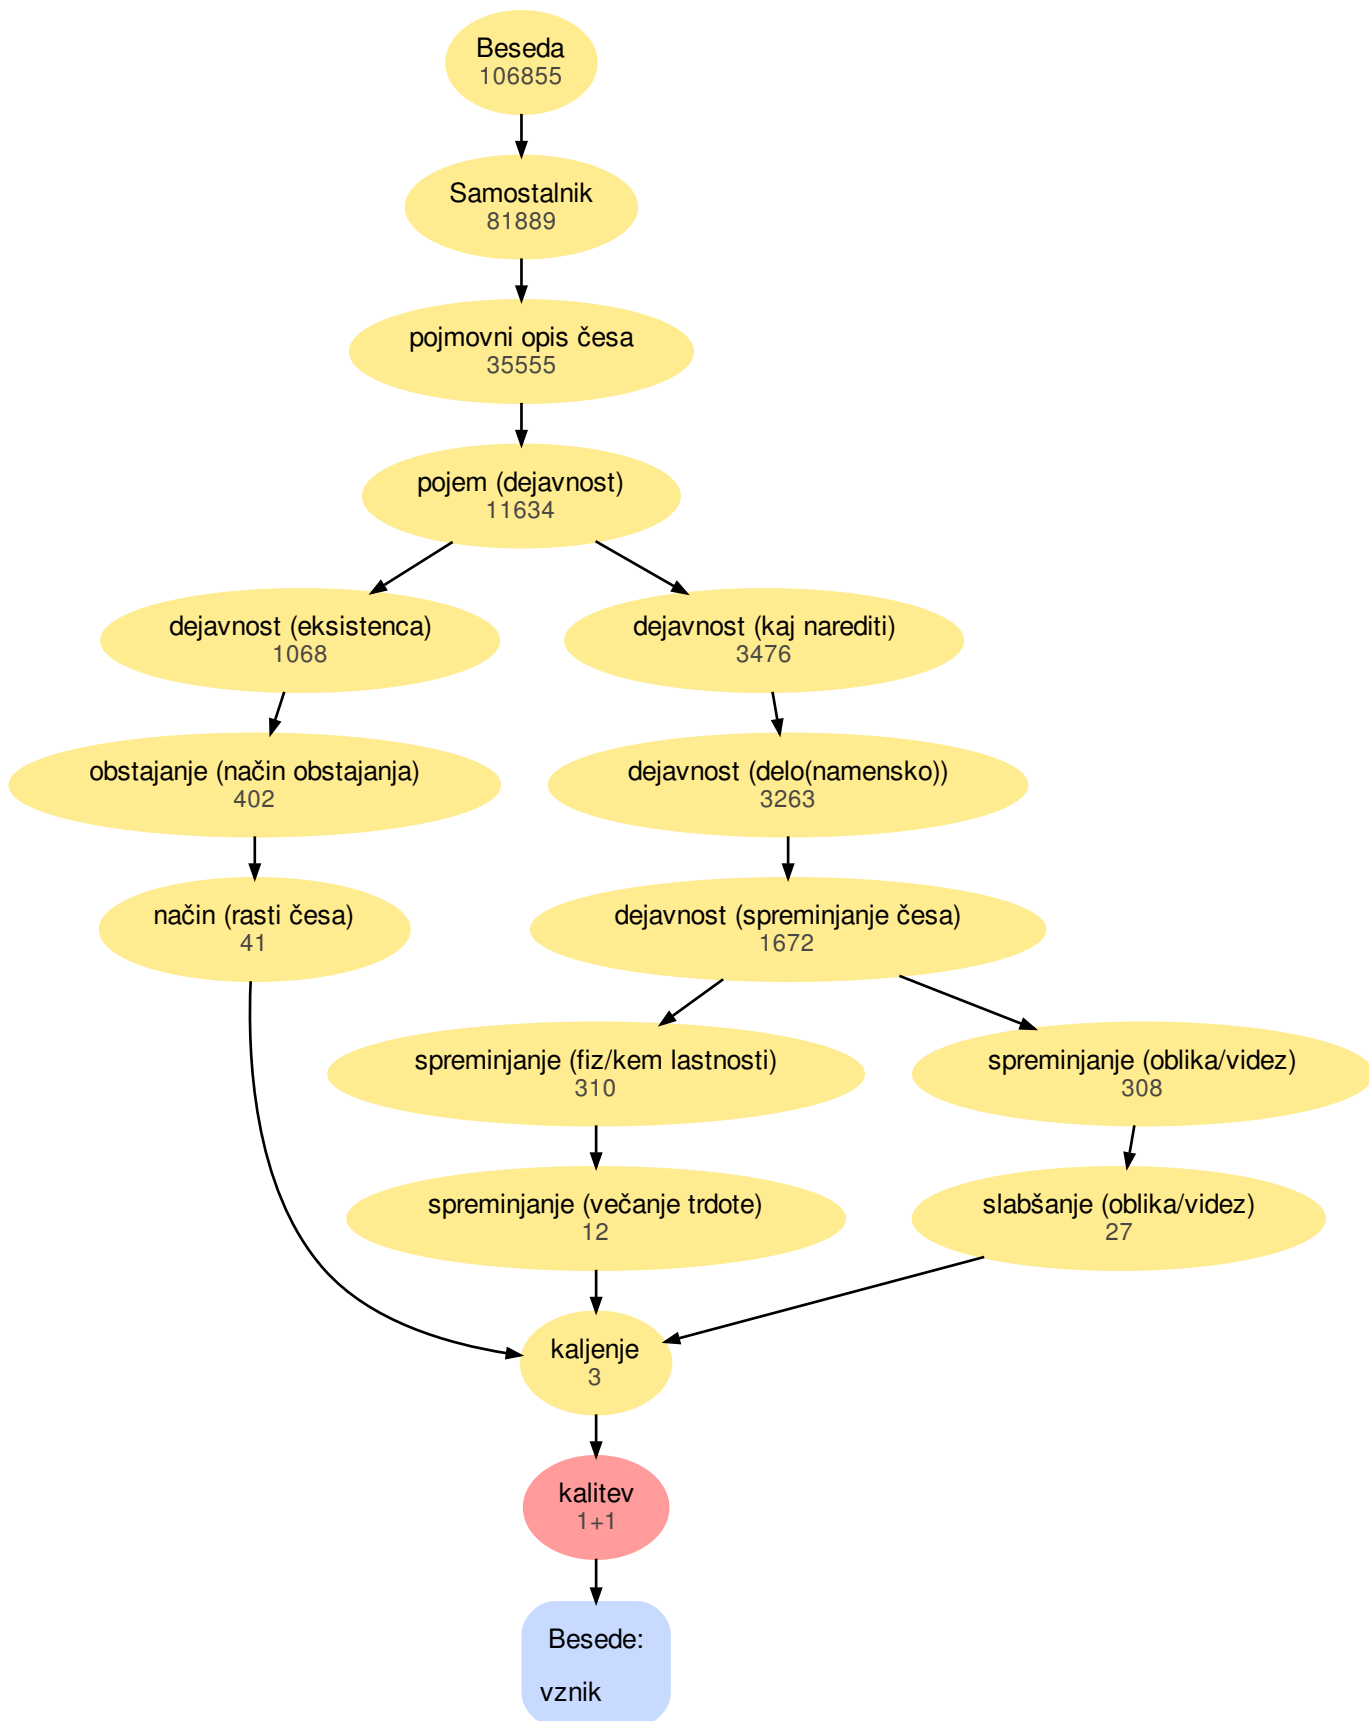 Beseda
106855
Samostalnik
81889
pojmovni opis česa
35555
pojem (dejavnost)
11634
dejavnost (eksistenca)
1068
dejavnost (kaj narediti)
3476
obstajanje (način obstajanja)
402
dejavnost (delo(namensko))
3263
način (rasti česa)
41
dejavnost (spreminjanje česa)
1672
spreminjanje (fiz/kem lastnosti)
310
spreminjanje (oblika/videz)
308
spreminjanje (večanje trdote)
12
slabšanje (oblika/videz)
27
kaljenje
3
kalitev
1+1
Besede:
vznik